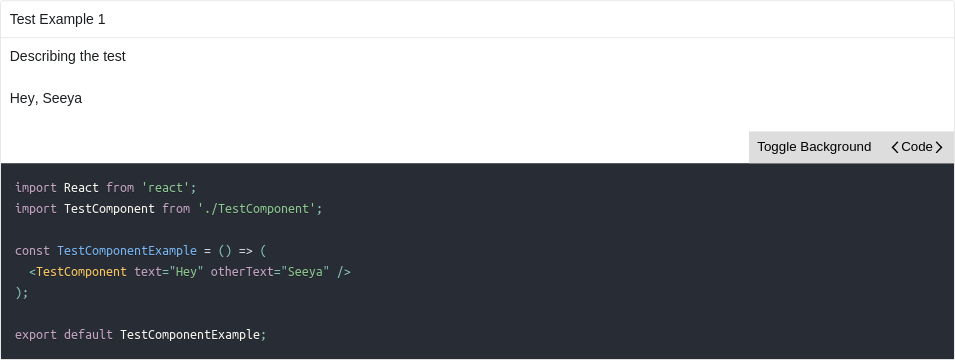 Test Example 1
Describing the test
Hey, Seeya
Toggle Background <Code>
import React from 'react';
import TestComponent from './TestComponent';
const TestComponentExample = () => (
<TestComponent text="Hey" otherText="Seeya" />
);
export default TestComponentExample;